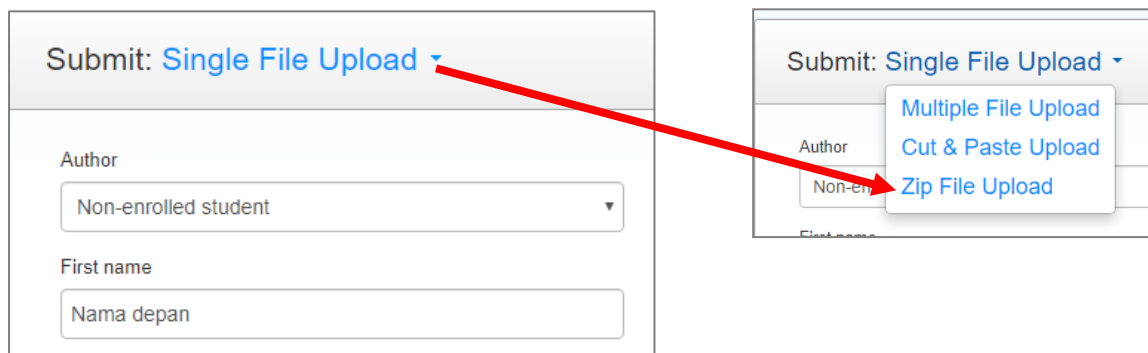 Submit: Single File Upload
Author
Non-enrolled student
First name
Nama depan
Submit: Single File Upload
Multiple File Upload
Author
Cut & Paste Upload
Zip File Upload